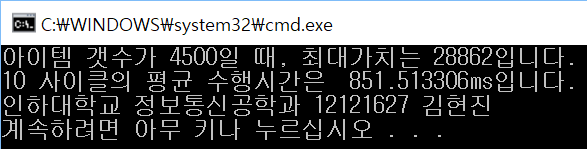 C:₩WINDOWS₩system32₩cmd.exe
아이템 갯수가 4500일 때, 최대가치는 28862입니다.
10 사이클의 평균 수행시간은  851.513306ms입니다.
인하대학교 정보통신공학과 12121627 김현진
계속하려면 아무 키나 누르십시오 . . .